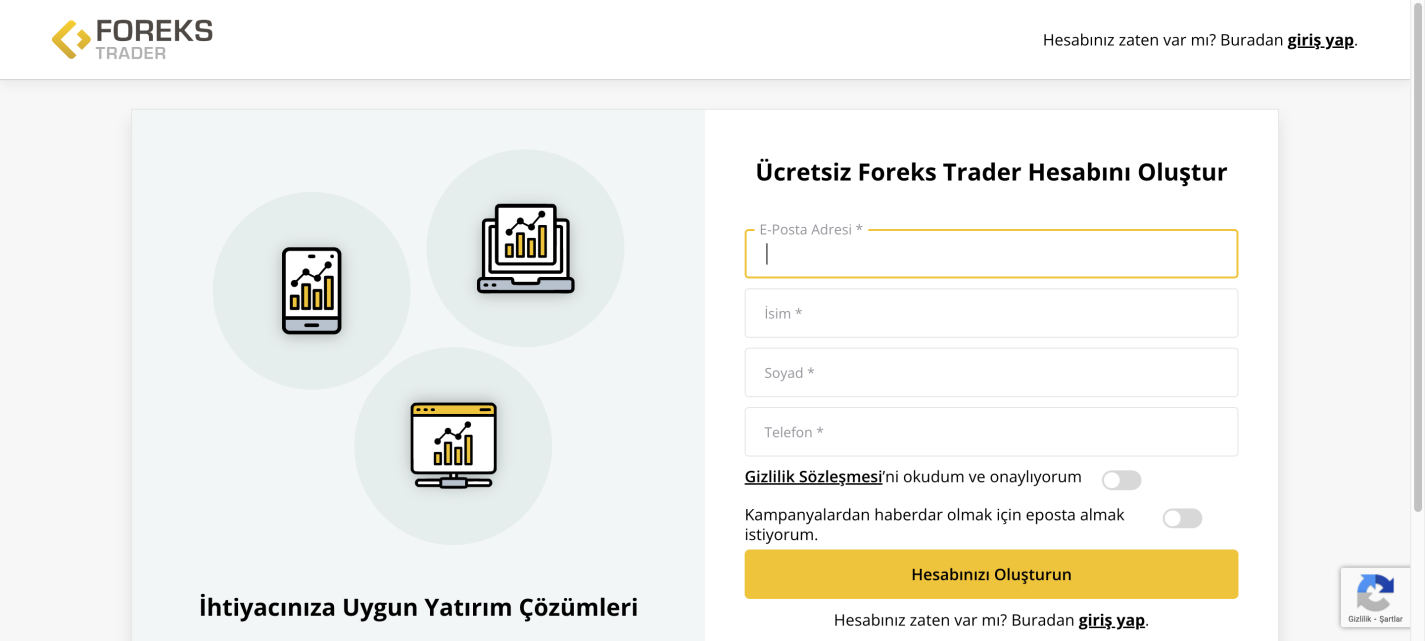 FOREKS
TRADER
Hesabınız zaten var mı? Buradan giriş yap.
Ücretsiz Foreks Trader Hesabını Oluştur
E-Posta Adresi *
İsim *
Soyad *
Telefon *
Gizlilik Sözleşmesi'ni okudum ve onaylıyorum
Kampanyalardan haberdar olmak için eposta almak
istiyorum.
Hesabınızı Oluşturun
Hesabınız zaten var mı? Buradan giriş yap.
İhtiyacınıza Uygun Yatırım Çözümleri
Gizlilik - Şartlar